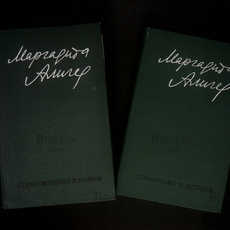 Маргарита
Алигер
СТИХОТВОРЕНИЯ И ПОЭМЫ
Маргарита
Алигер
СТИХОТВОРЕНИЯ И ПОЭМЫ